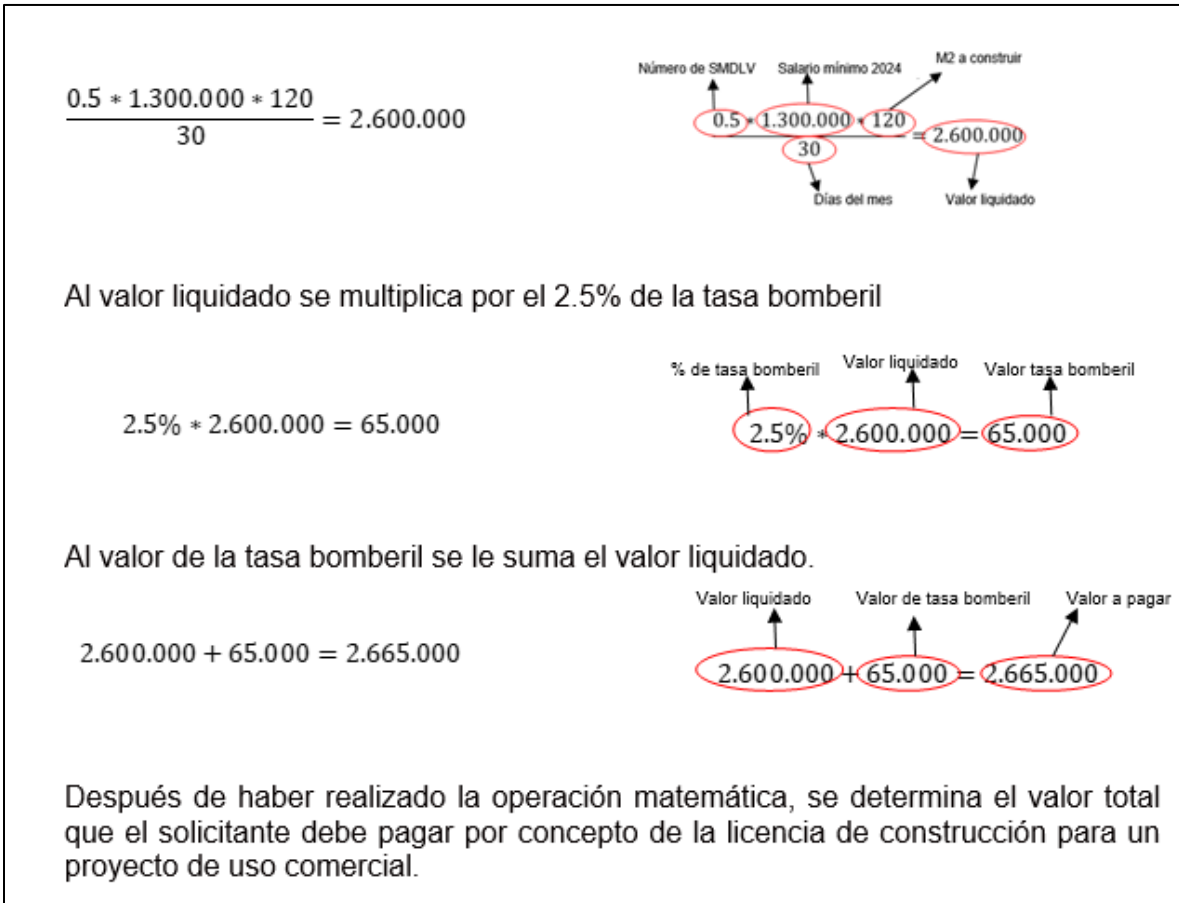 0.5 * 1.300.000 * 120
30
= 2.600.000
Número de SMDLV Salario mínimo 2024 M2 a construir
0.5 * 1.300.000 * 120
30
= 2.600.000
Días del mes Valor liquidado
Al valor liquidado se multiplica por el 2.5% de la tasa bomberil
% de tasa bomberil Valor liquidado Valor tasa bomberil
2.5% * 2.600.000 = 65.000
2.5% * 2.600.000 = 65.000
Al valor de la tasa bomberil se le suma el valor liquidado.
Valor liquidado Valor de tasa bomberil Valor a pagar
2.600.000 + 65.000 = 2.665.000
2.600.000 + 65.000 = 2.665.000
Después de haber realizado la operación matemática, se determina el valor total
que el solicitante debe pagar por concepto de la licencia de construcción para un
proyecto de uso comercial.